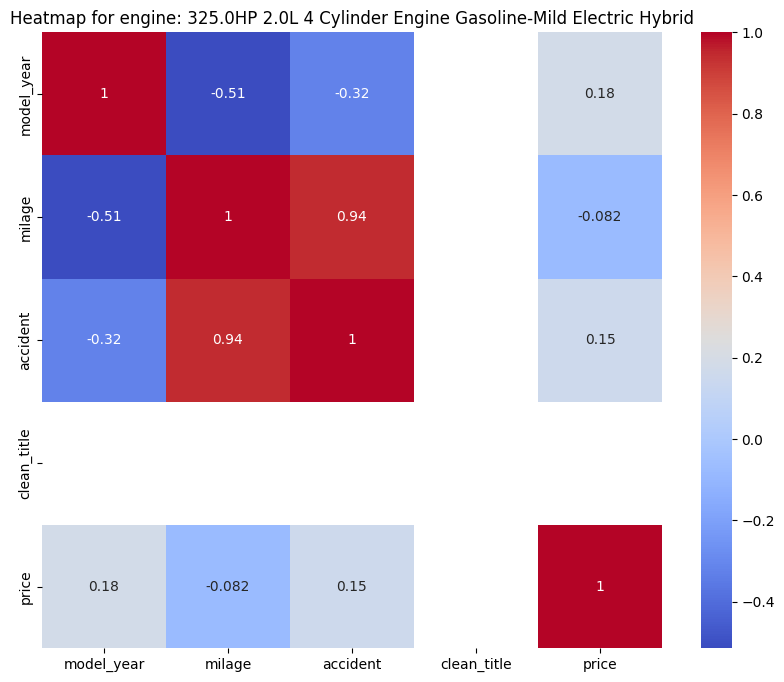 Heatmap for engine: 325.0HP 2.0L 4 Cylinder Engine Gasoline-Mild Electric Hybrid
model_year
1
-0.51
-0.32
0.18
milage
-0.51
1
0.94
-0.082
accident
-0.32
0.94
1
0.15
clean_title
price
0.18
-0.082
0.15
1
model_year
milage
accident
clean_title
price
1.0
0.8
0.6
0.4
0.2
0.0
−0.2
−0.4